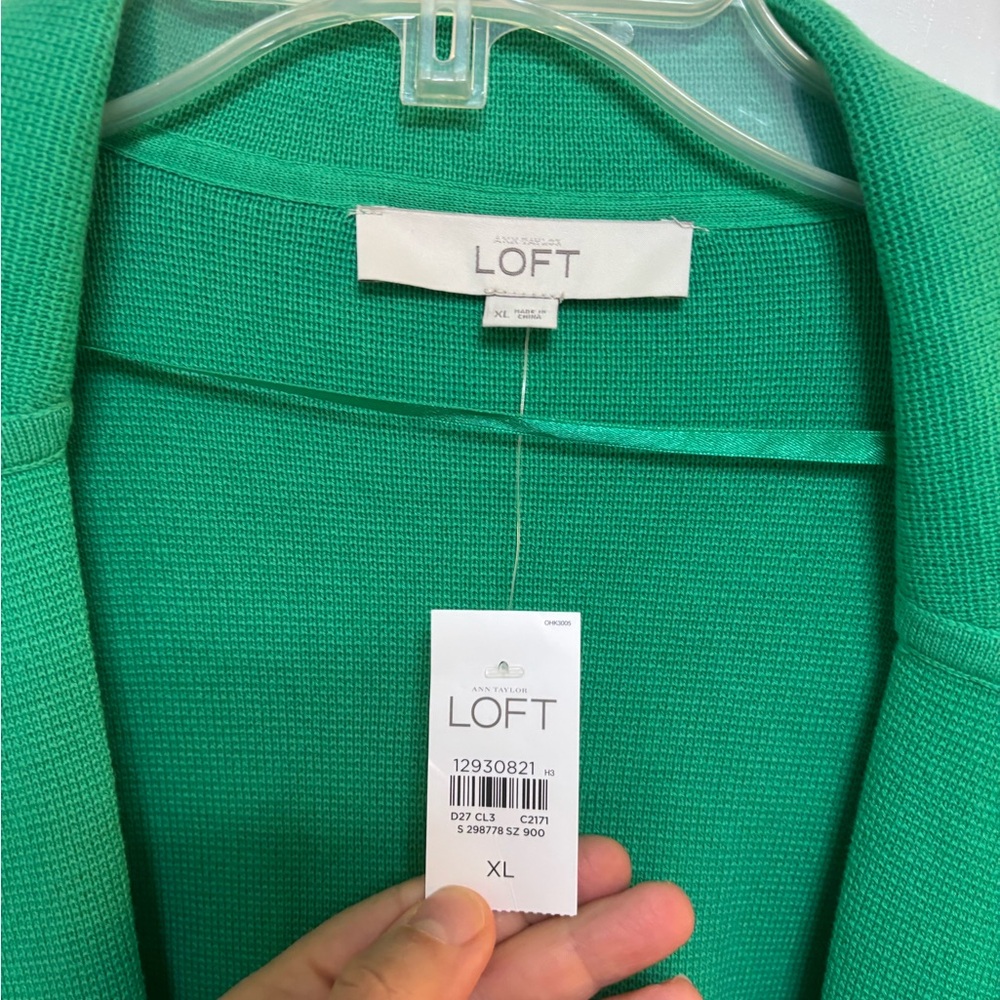 ANN TAYLOR
LOFT
XL MADE IN
CHINA
OHK3005
ANN TAYLOR
LOFT
12930821 H3
D27 CL3 C2171
S 298778 SZ 900
XL